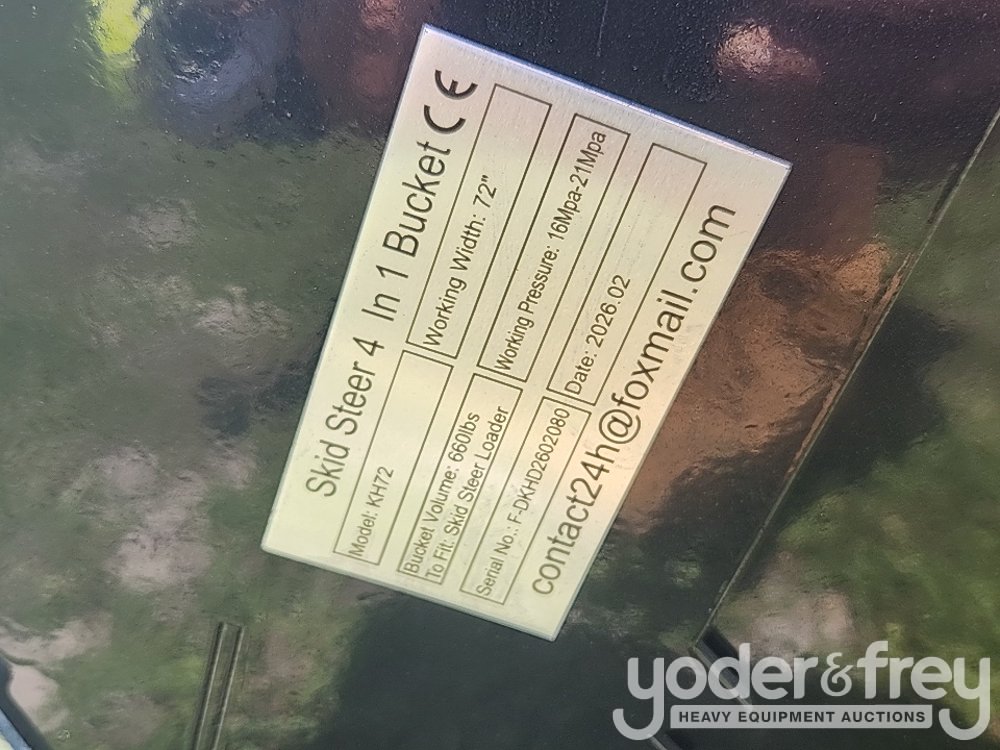 Skid Steer 4 In 1 Bucket CE
Model: KH72
Working Width: 72"
Bucket Volume: 660lbs
To Fit: Skid Steer Loader
Working Pressure: 16Mpa-21Mpa
Serial No.: F-DKHD2602080
Date: 2026.02
contact24h@foxmail.com
yoder&frey
HEAVY EQUIPMENT AUCTIONS